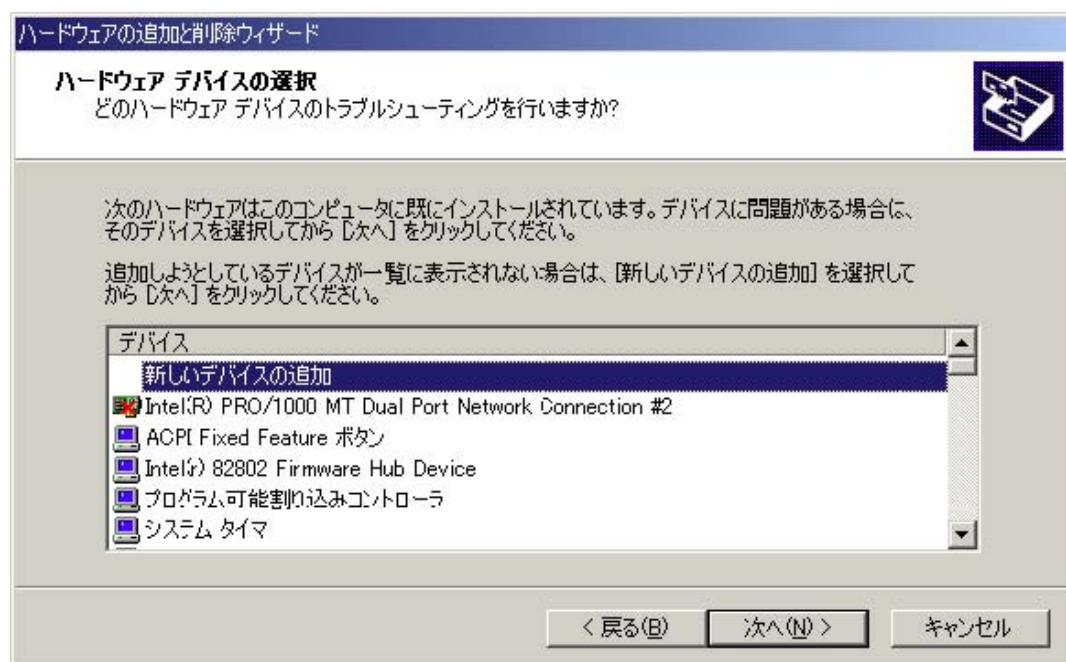 ハードウェアの追加と削除ウィザード
ハードウェア デバイスの選択
どのハードウェア デバイスのトラブルシューティングを行いますか?
次のハードウェアはこのコンピュータに既にインストールされています。デバイスに問題がある場合に、
そのデバイスを選択してから [次へ] をクリックしてください。
追加しようとしているデバイスが一覧に表示されない場合は、[新しいデバイスの追加] を選択して
から [次へ] をクリックしてください。
デバイス
新しいデバイスの追加
Intel(R) PRO/1000 MT Dual Port Network Connection #2
ACPI Fixed Feature ボタン
Intel(r) 82802 Firmware Hub Device
プログラム可能割り込みコントローラ
システム タイマ
< 戻る(B)
次へ(N) >
キャンセル